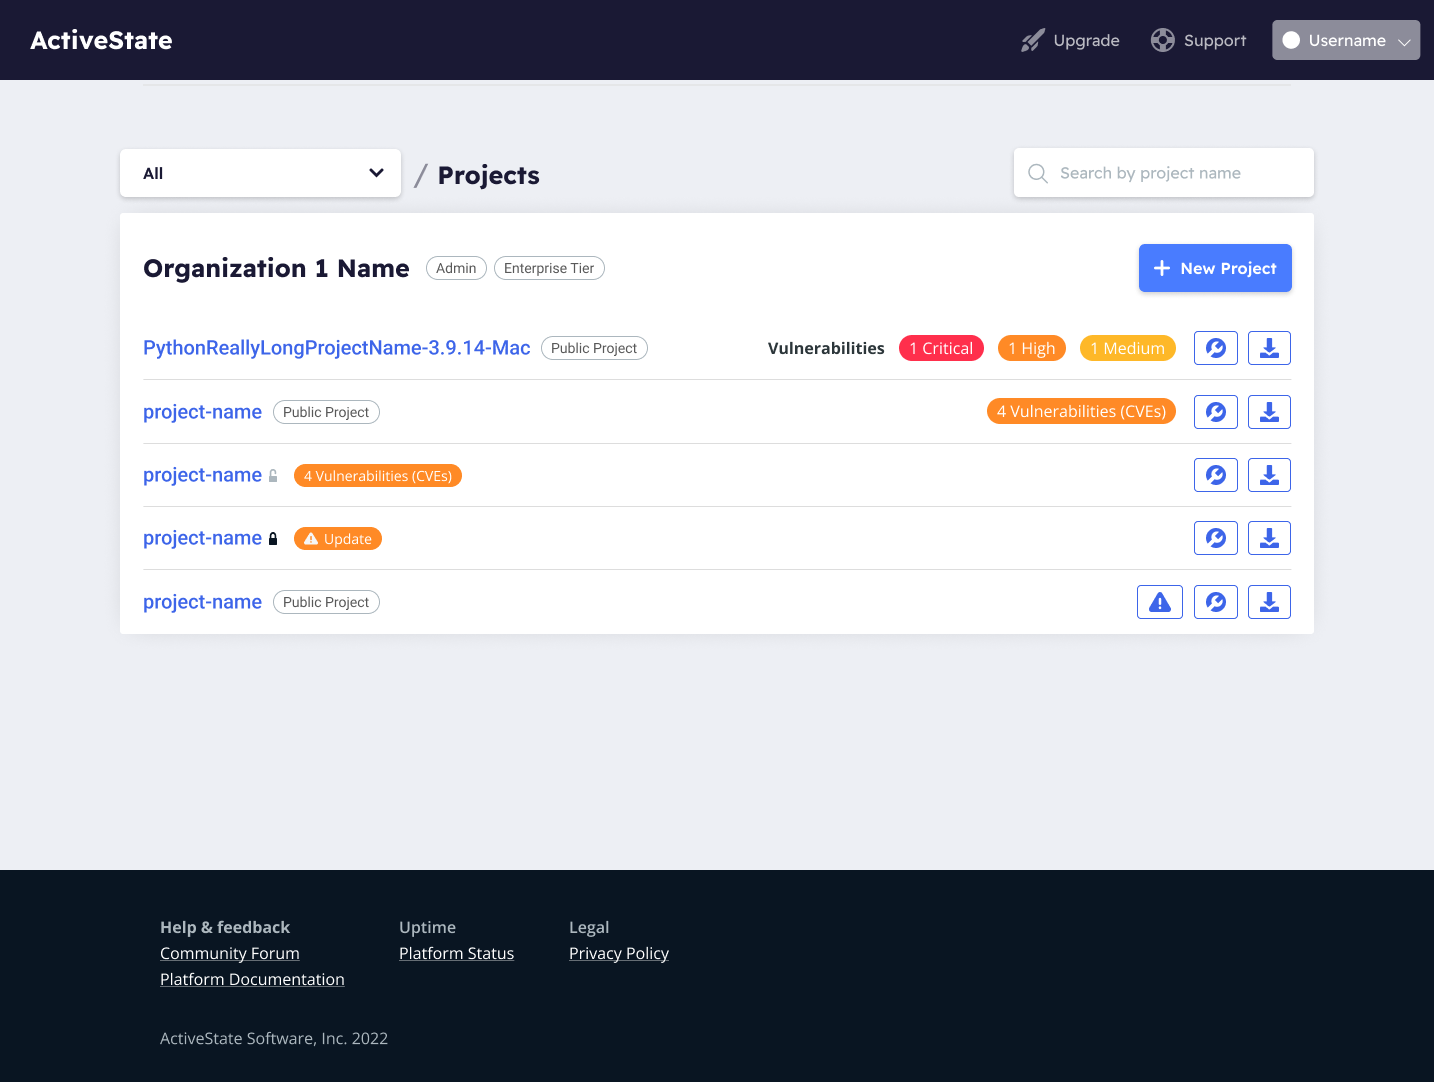 ActiveState
Upgrade
Support
Username
All
/ Projects
Search by project name
Organization 1 Name
Admin
Enterprise Tier
New Project
PythonReallyLongProjectName-3.9.14-Mac
Public Project
Vulnerabilities
1 Critical
1 High
1 Medium
project-name
Public Project
4 Vulnerabilities (CVEs)
project-name
4 Vulnerabilities (CVEs)
project-name
Update
project-name
Public Project
Help & feedback
Community Forum
Platform Documentation
Uptime
Platform Status
Legal
Privacy Policy
ActiveState Software, Inc. 2022